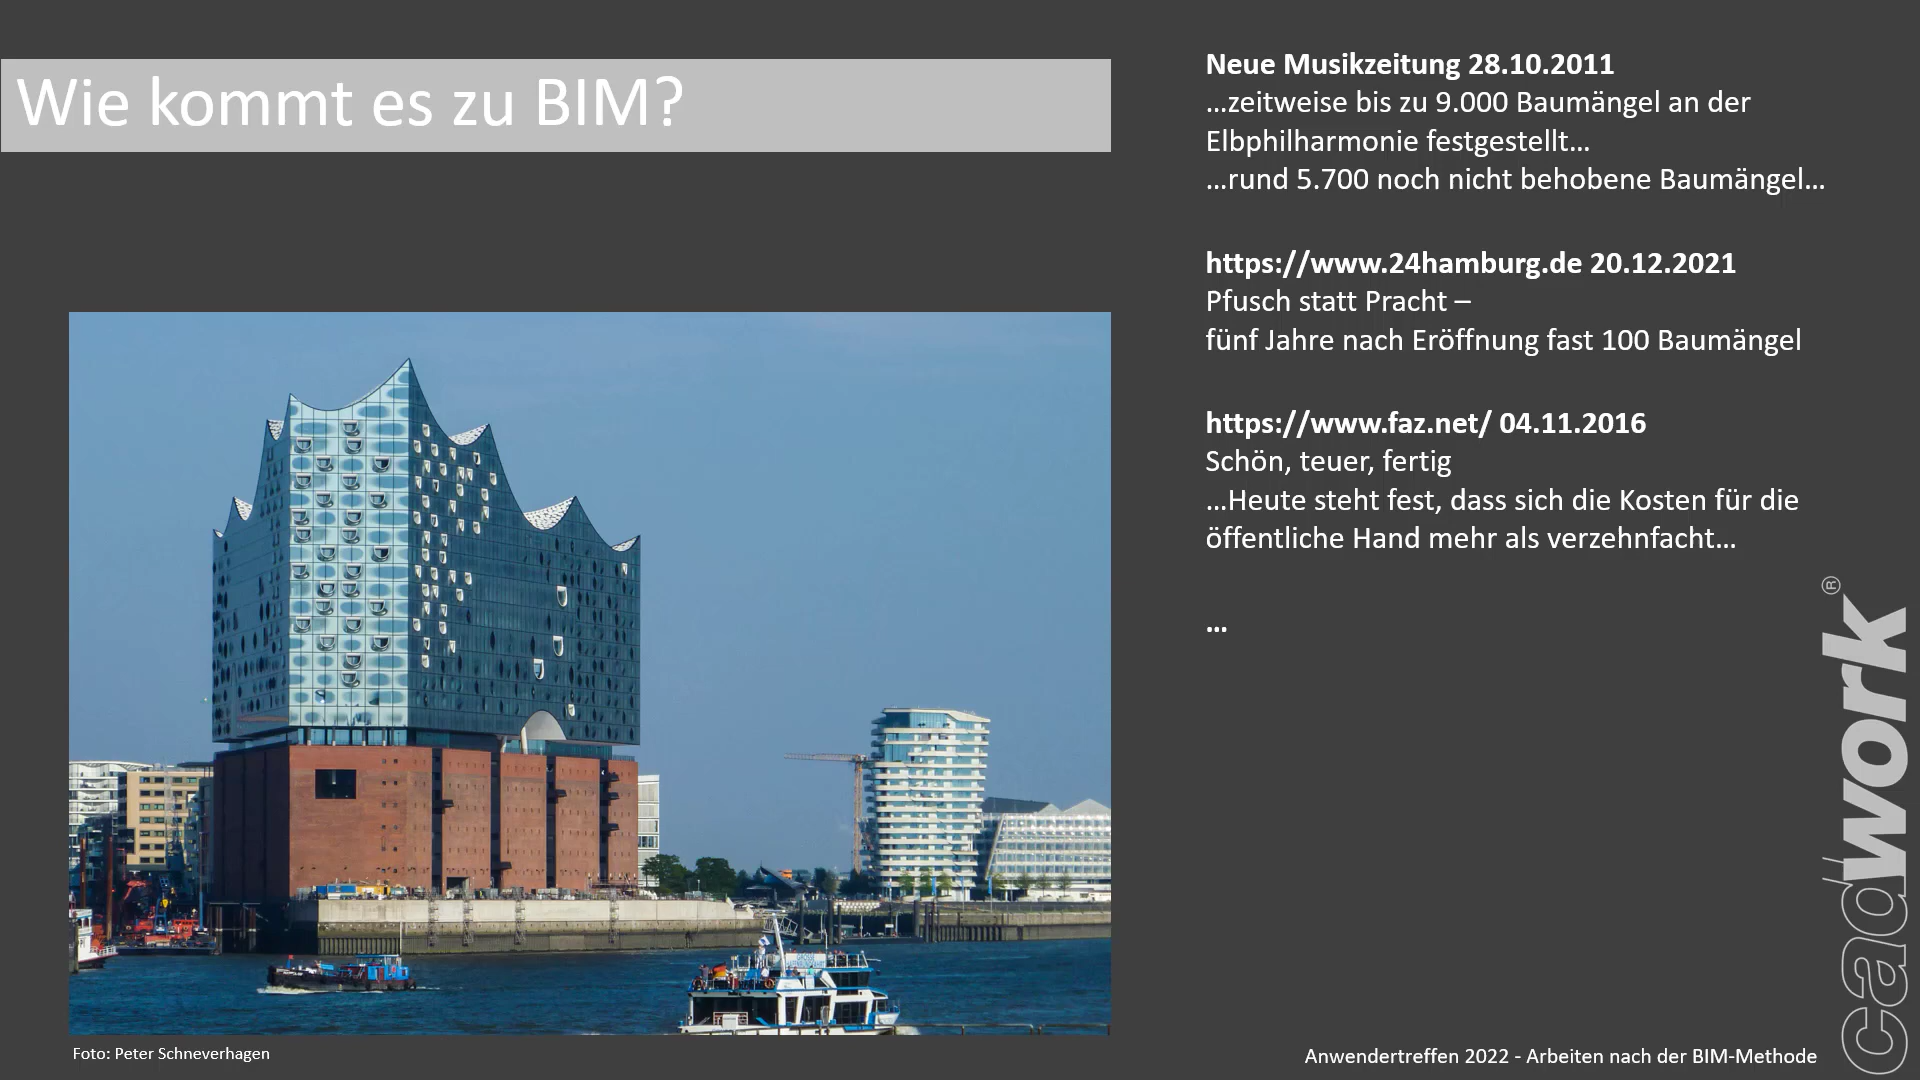 Wie kommt es zu BIM?
Neue Musikzeitung 28.10.2011
...zeitweise bis zu 9.000 Baumängel an der
Elbphilharmonie festgestellt...
...rund 5.700 noch nicht behobene Baumängel...
https://www.24hamburg.de 20.12.2021
Pfusch statt Pracht –
fünf Jahre nach Eröffnung fast 100 Baumängel
https://www.faz.net/ 04.11.2016
Schön, teuer, fertig
...Heute steht fest, dass sich die Kosten für die
öffentliche Hand mehr als verzehnfacht...
...
cadwork®
Foto: Peter Schneverhagen
Anwendertreffen 2022 - Arbeiten nach der BIM-Methode